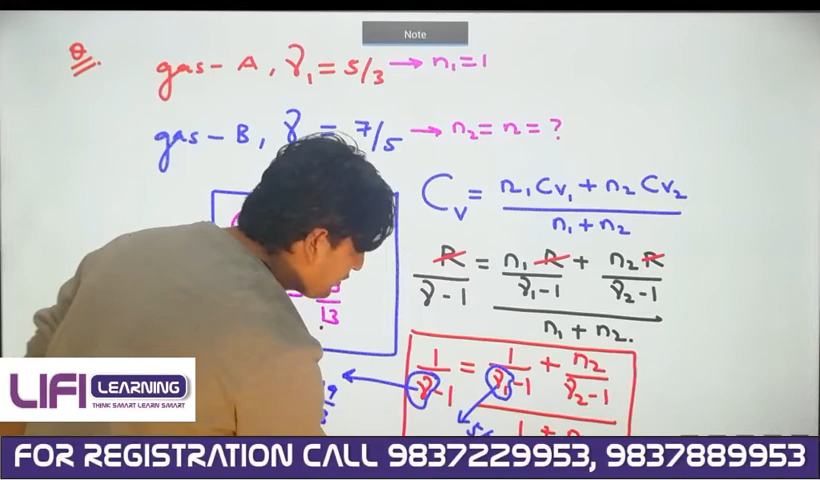 Note
Q.
gas-A, γ₁ = 5/3 → n₁=1
gas-B, γ = 7/5 → n₂= n = ?
Cᵥ = (n₁Cv₁ + n₂Cv₂)/(n₁+n₂)
R/(γ-1) = (n₁R/(γ₁-1) + n₂R/(γ₂-1))/(n₁+n₂.)
13
1/(γ-1) = 1/(γ₁-1) + n₂/(γ₂-1)
LIFI LEARNING
THINK SMART LEARN SMART
FOR REGISTRATION CALL 9837229953, 9837889953